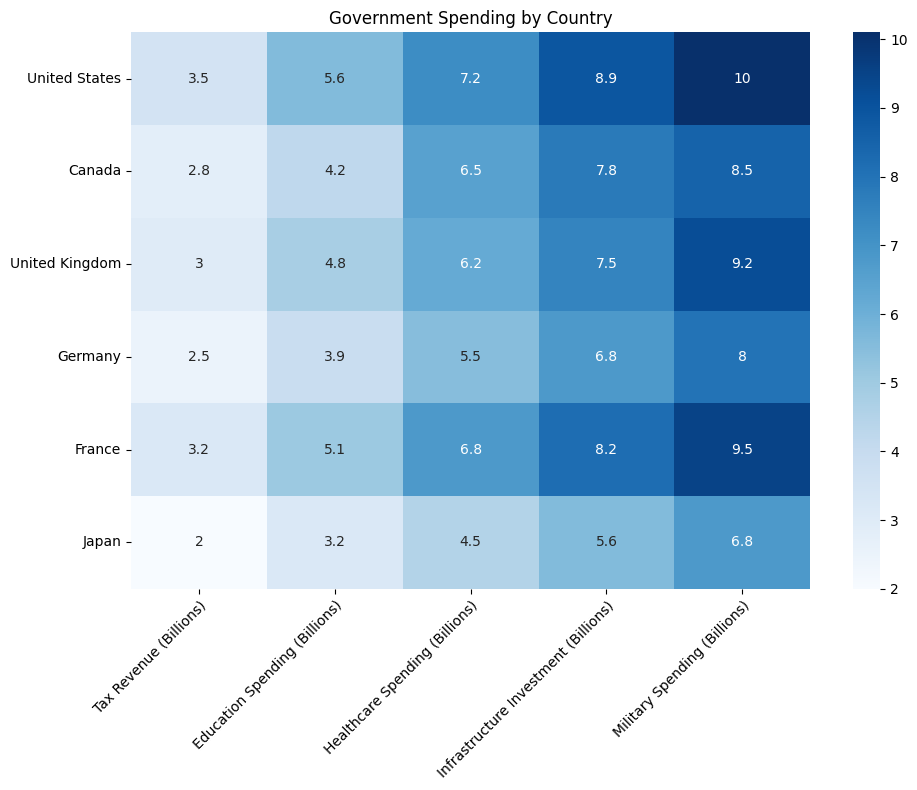 Government Spending by Country
United States 3.5 5.6 7.2 8.9 10
Canada 2.8 4.2 6.5 7.8 8.5
United Kingdom 3 4.8 6.2 7.5 9.2
Germany 2.5 3.9 5.5 6.8 8
France 3.2 5.1 6.8 8.2 9.5
Japan 2 3.2 4.5 5.6 6.8
Tax Revenue (Billions)
Education Spending (Billions)
Healthcare Spending (Billions)
Infrastructure Investment (Billions)
Military Spending (Billions)
10
9
8
7
6
5
4
3
2